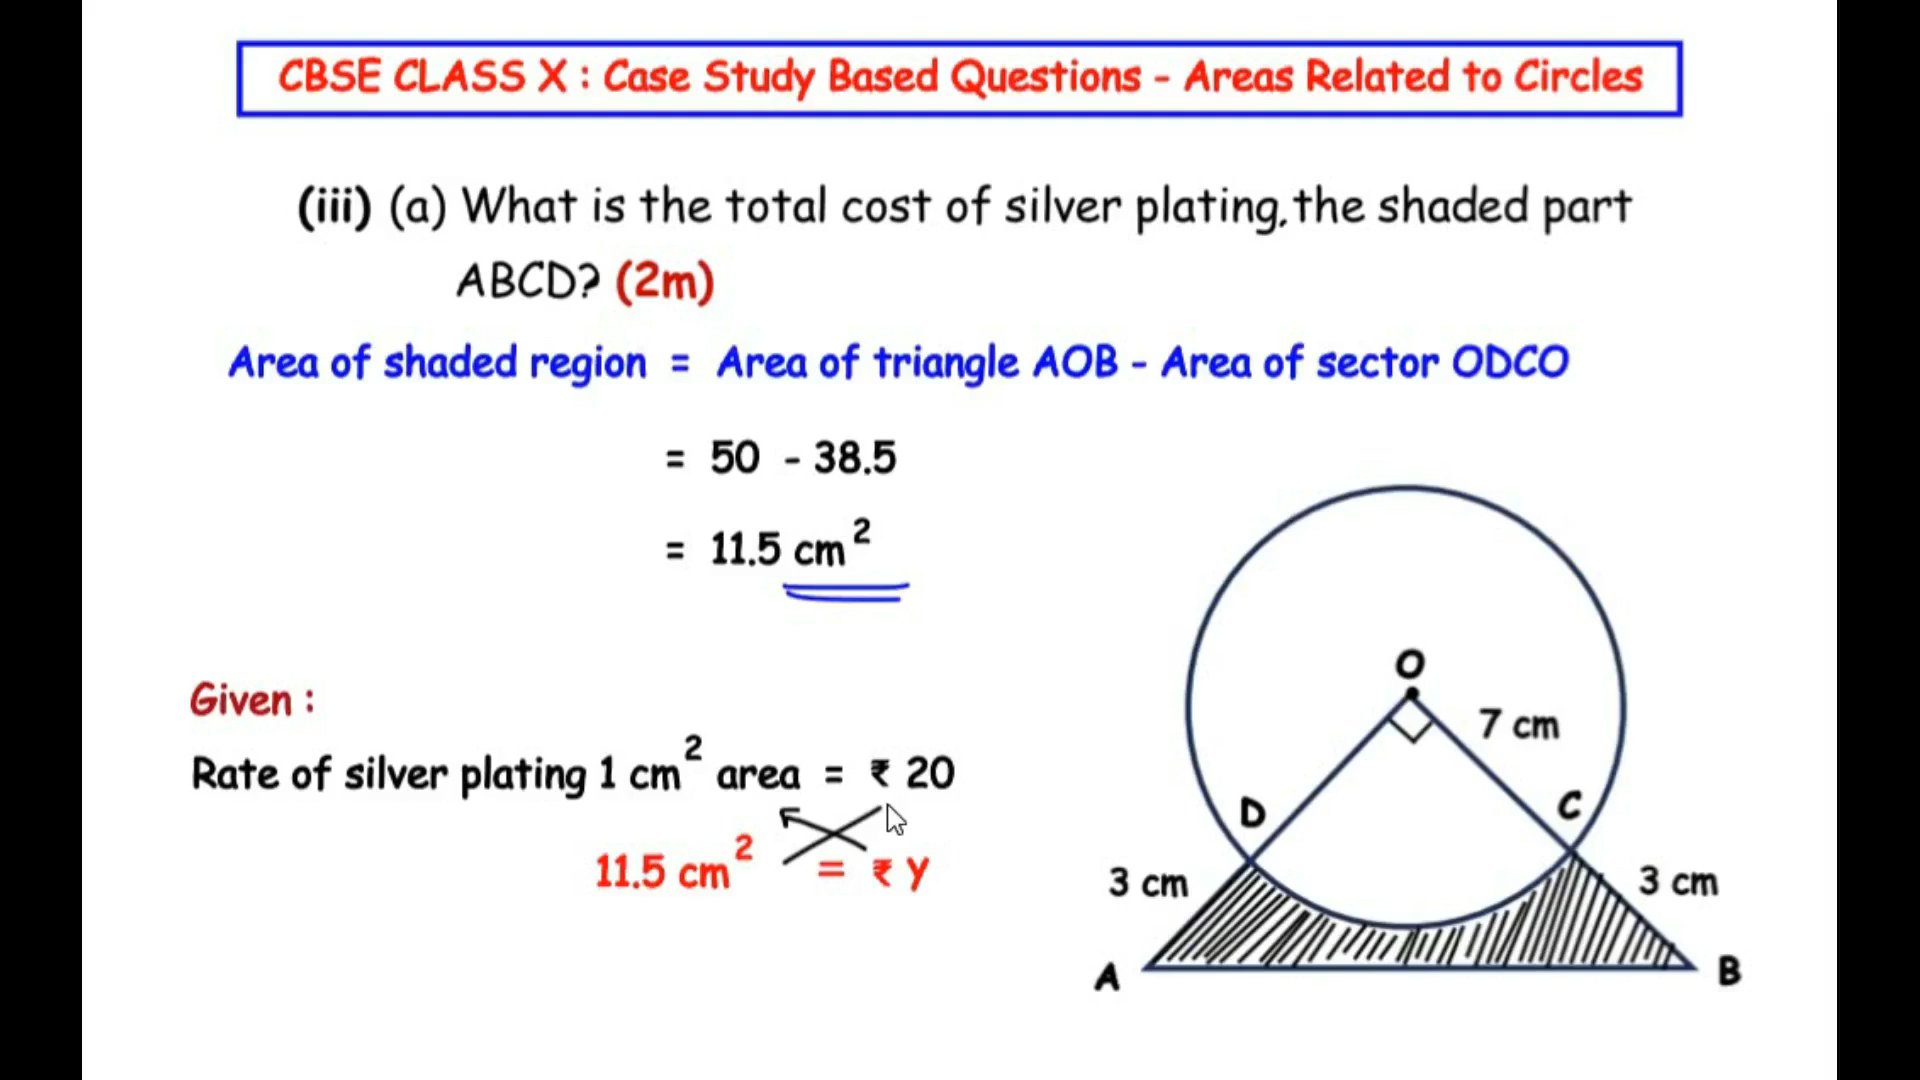 CBSE CLASS X : Case Study Based Questions - Areas Related to Circles
(iii) (a) What is the total cost of silver plating, the shaded part
ABCD? (2m)
Area of shaded region = Area of triangle AOB - Area of sector ODCO
= 50 - 38.5
= 11.5 cm²
Given :
Rate of silver plating 1 cm² area = ₹ 20
11.5 cm² = ₹ y
O
7 cm
D
C
3 cm
3 cm
A
B